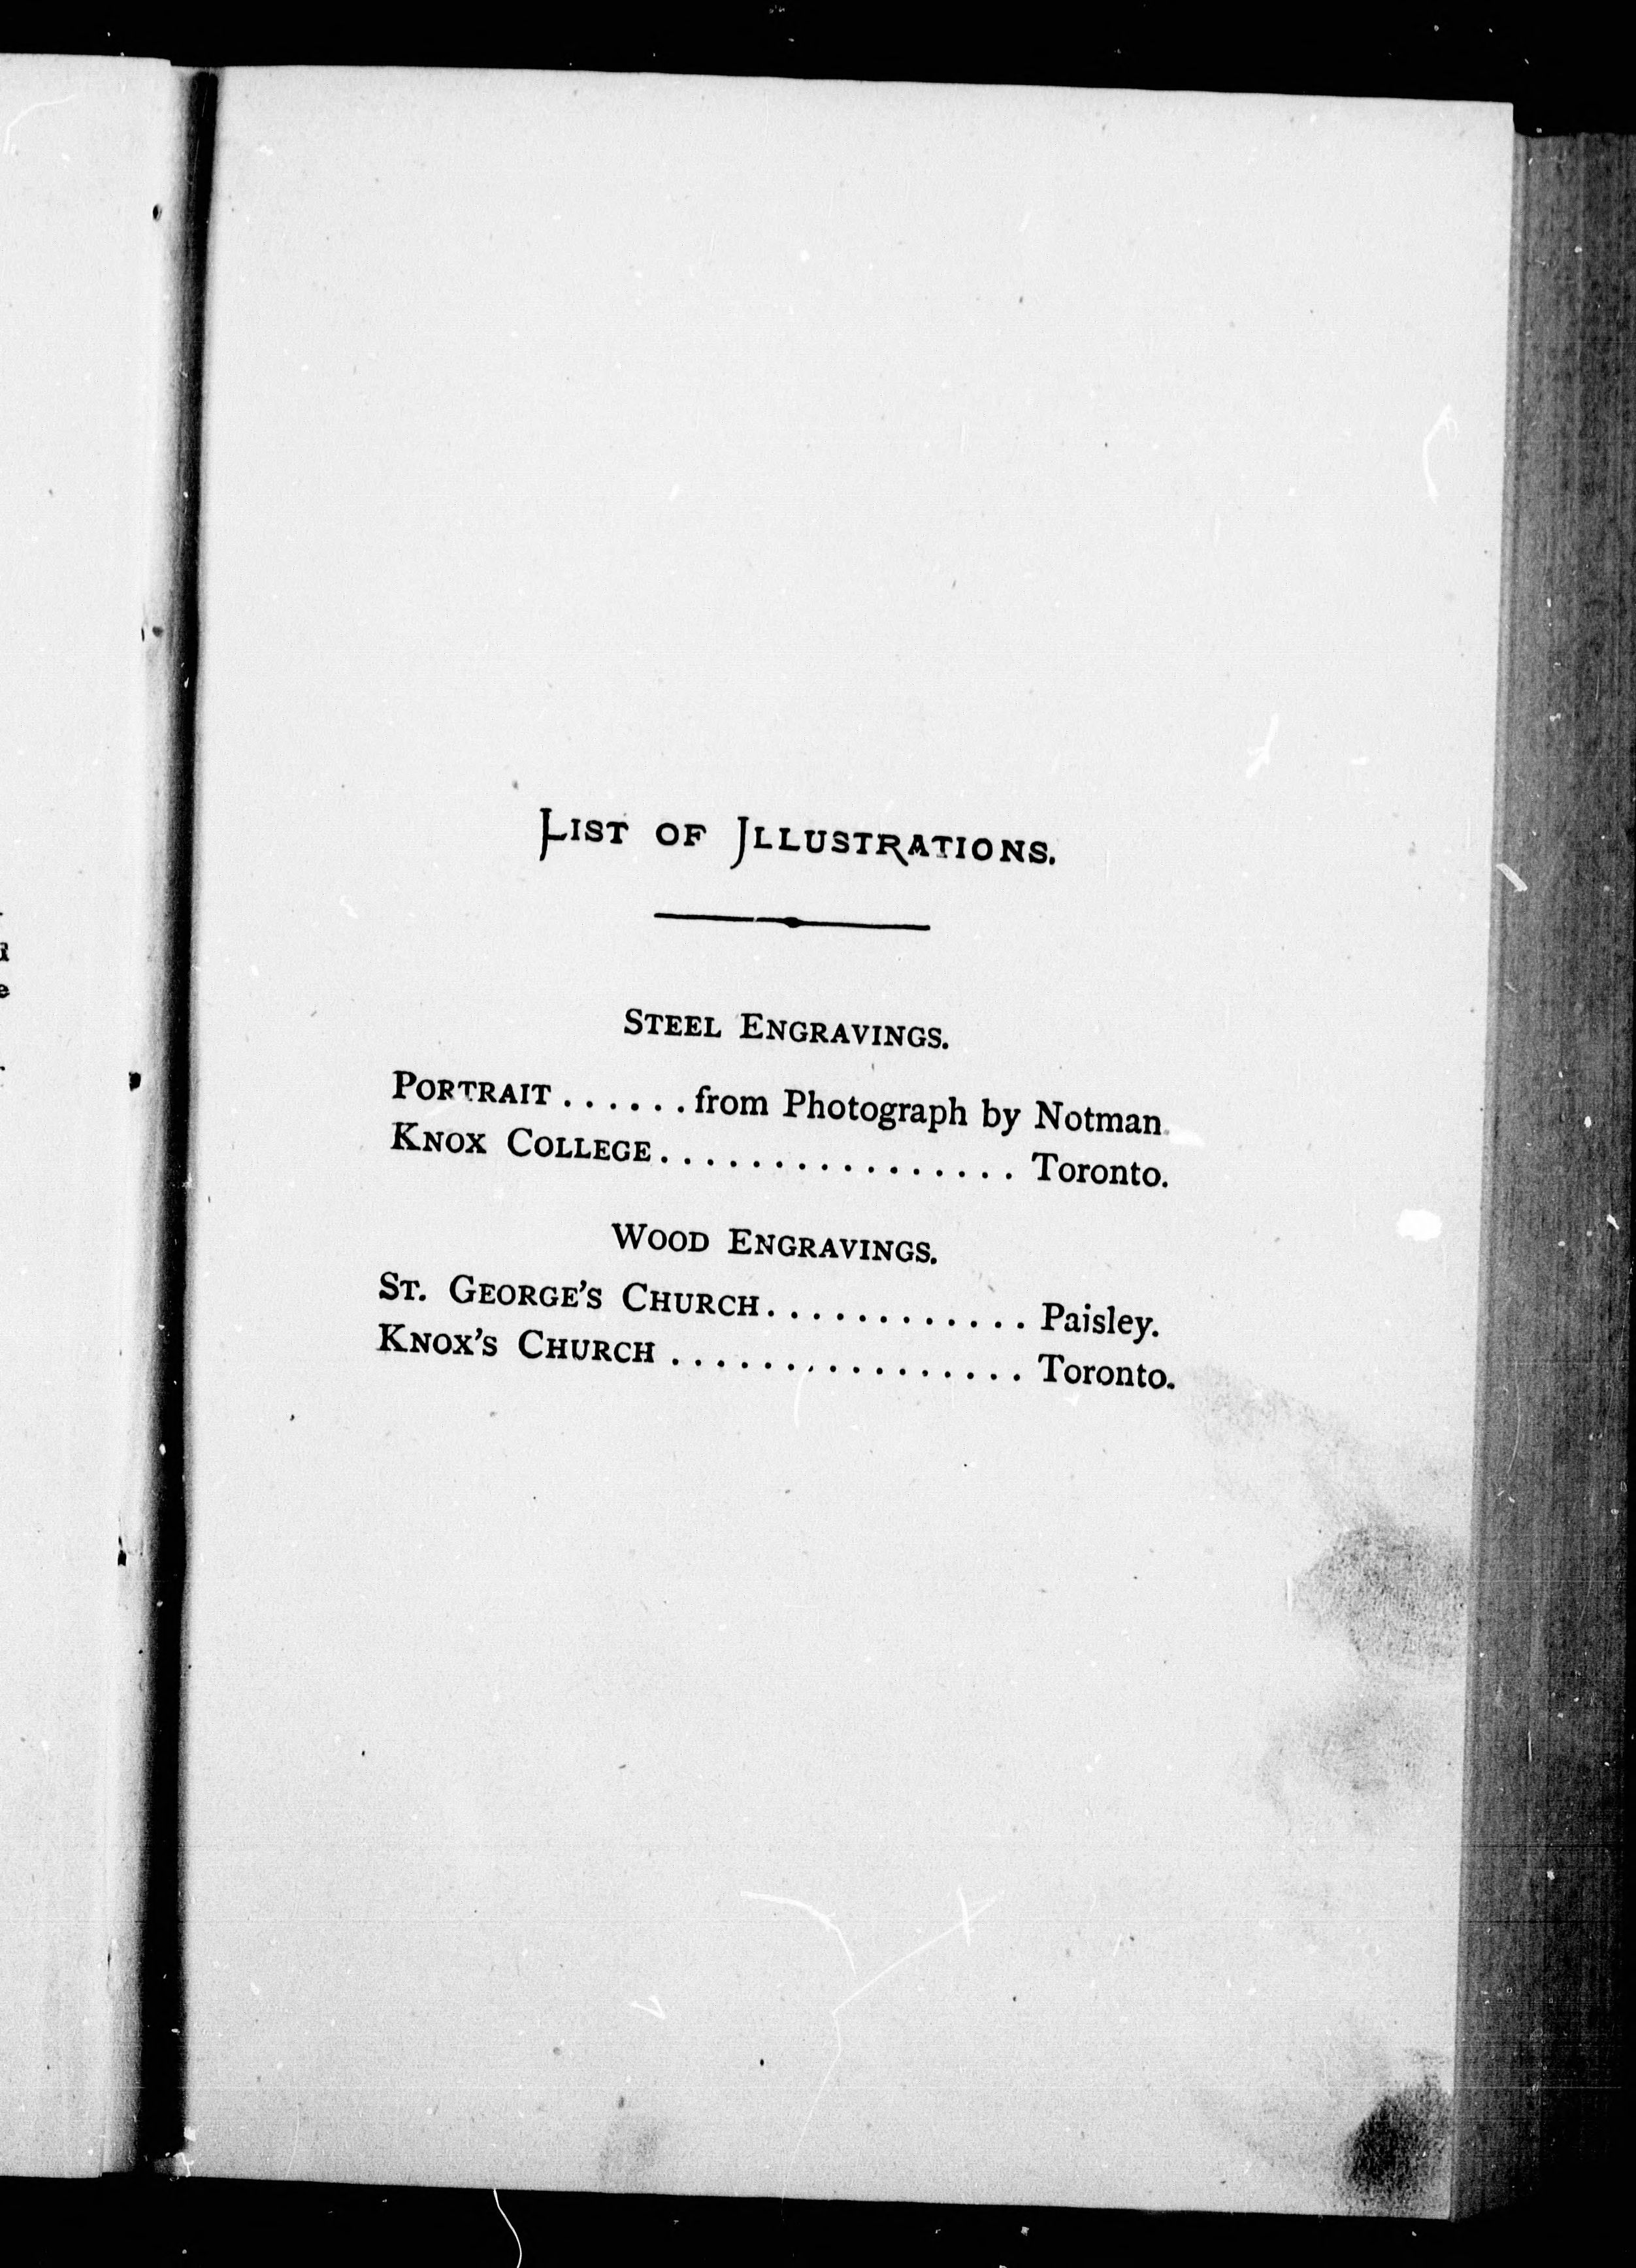 LIST OF ILLUSTRATIONS.
STEEL ENGRAVINGS.
PORTRAIT ......from Photograph by Notman
KNOX COLLEGE................ Toronto.
WOOD ENGRAVINGS.
ST. GEORGE'S CHURCH............ Paisley.
KNOX'S CHURCH ................ Toronto.